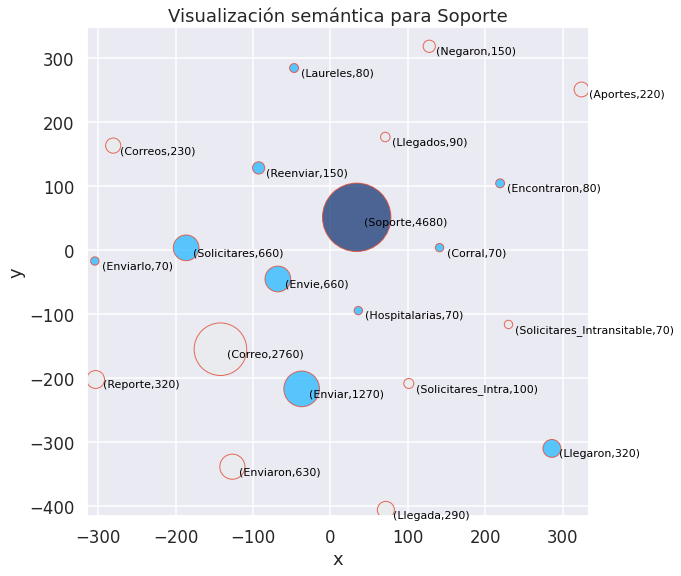 Visualización semántica para Soporte
(Negaron,150)
(Laureles,80)
(Aportes,220)
(Llegados,90)
(Correos,230)
(Reenviar,150)
(Encontraron,80)
(Soporte,4680)
(Solicitares,660)
(Corral,70)
(Enviarlo,70)
(Envie,660)
(Hospitalarias,70)
(Solicitares_Intransitable,70)
(Correo,2760)
(Reporte,320)
(Solicitares_Intra,100)
(Enviar,1270)
(Llegaron,320)
(Enviaron,630)
(Llegada,290)
y
300
200
100
0
−100
−200
−300
−400
−300 −200 −100 0 100 200 300
x